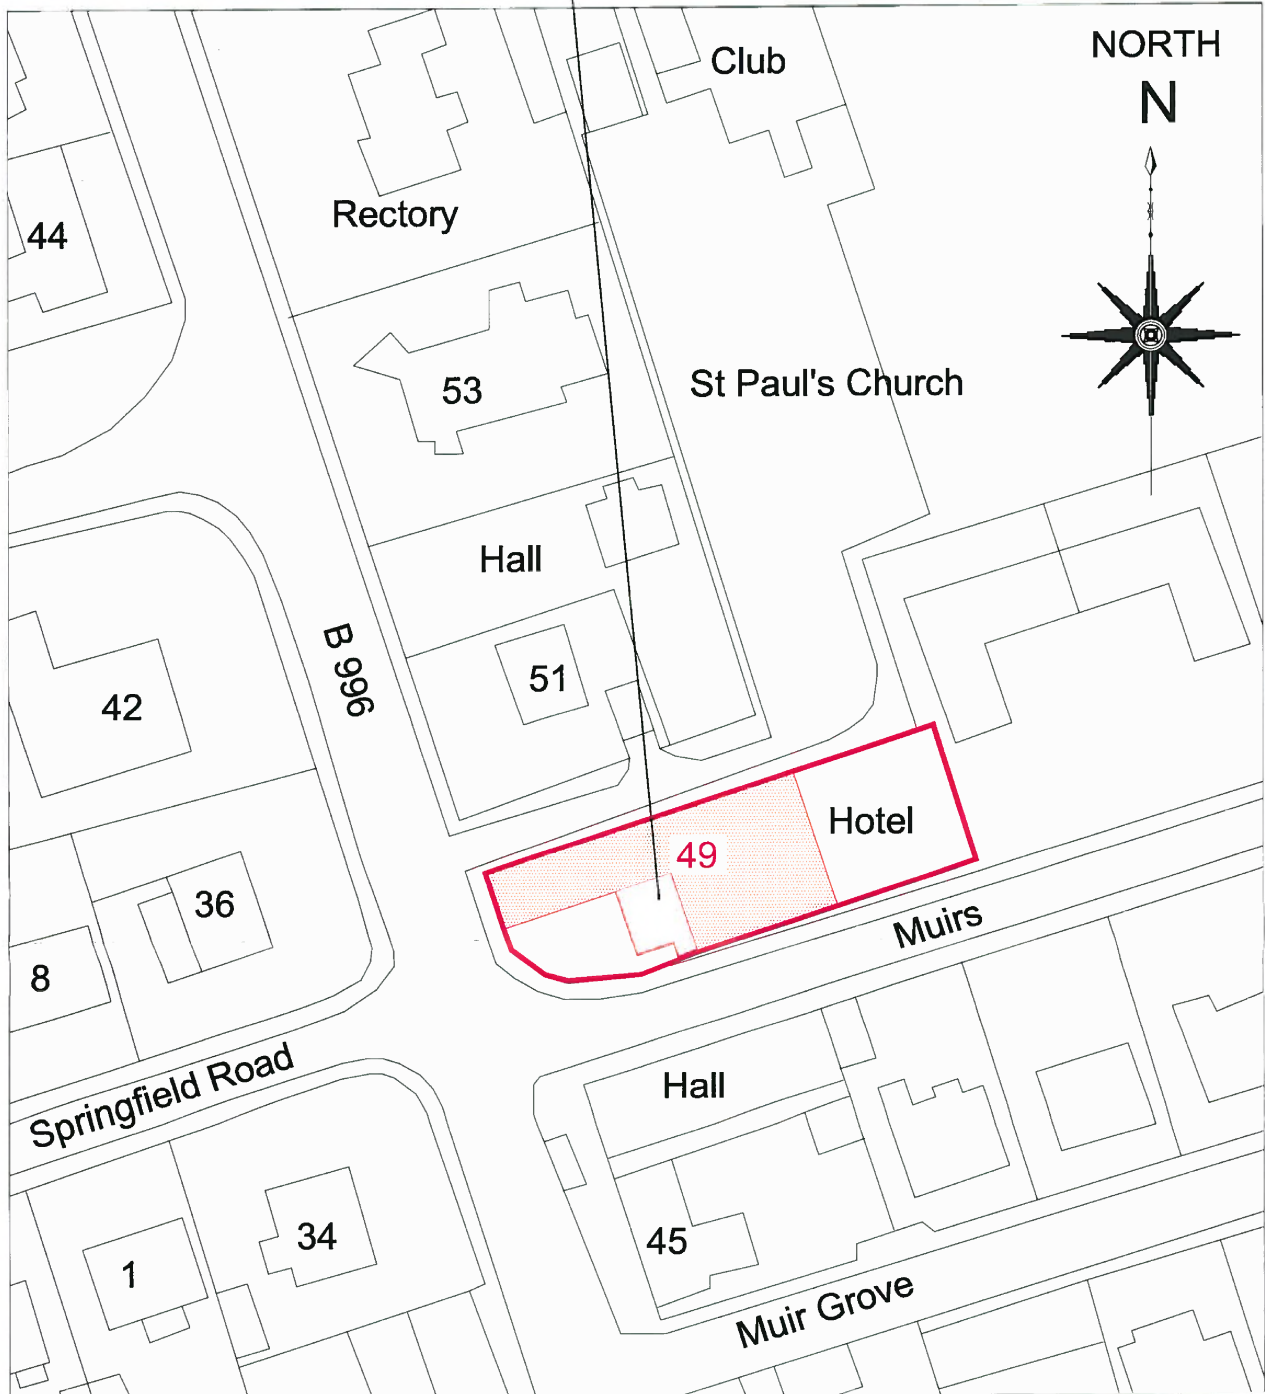 Club
NORTH
N
Rectory
44
53
St Paul's Church
Hall
B 996
51
42
Hotel
49
36
Muirs
8
Springfield Road
Hall
34
45
1
Muir Grove